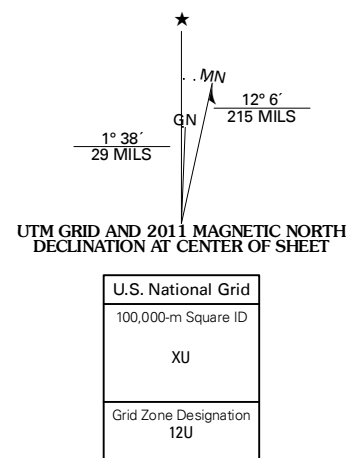 ★
MN
GN
12° 6´
215 MILS
1° 38´
29 MILS
UTM GRID AND 2011 MAGNETIC NORTH
DECLINATION AT CENTER OF SHEET
U.S. National Grid
100,000-m Square ID
XU
Grid Zone Designation
12U